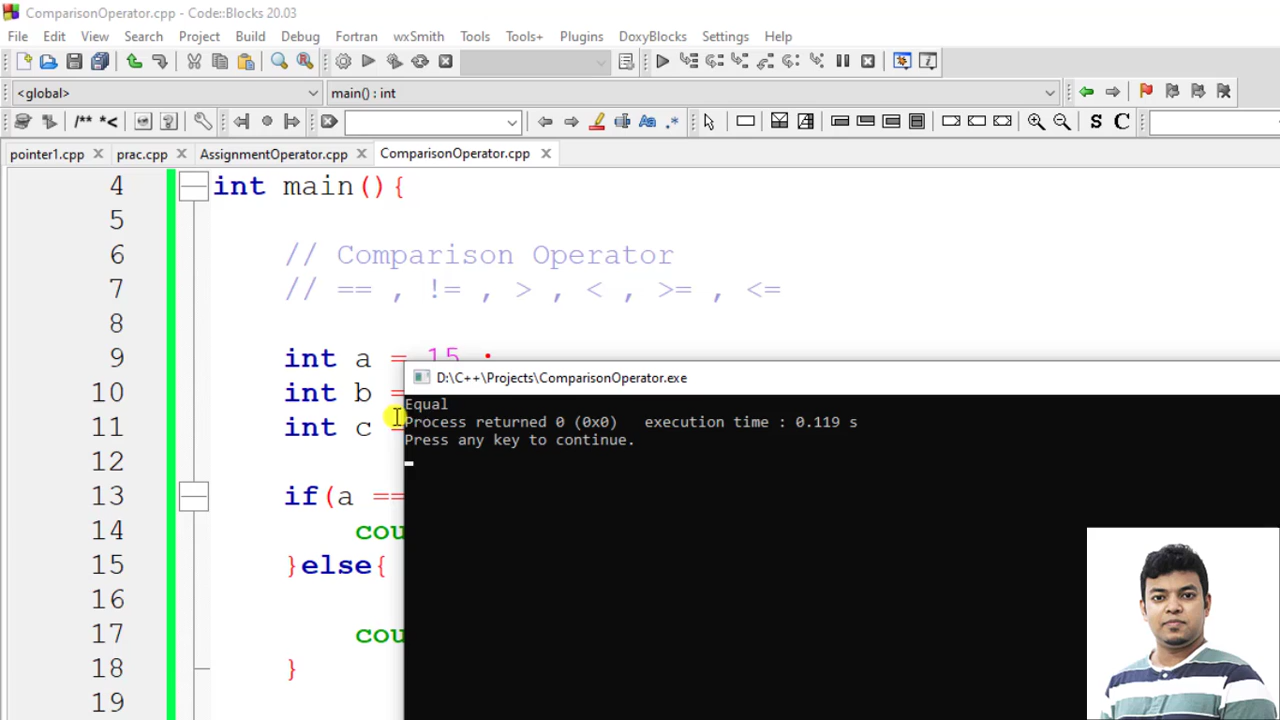 ComparisonOperator.cpp - Code::Blocks 20.03
File Edit View Search Project Build Debug Fortran wxSmith Tools Tools+ Plugins DoxyBlocks Settings Help
<global> main() : int
/** *< Aa .* S C
pointer1.cpp prac.cpp AssignmentOperator.cpp ComparisonOperator.cpp
4 int main(){
5
6 // Comparison Operator
7 // == , != , > , < , >= , <=
8
9 int a = 15 ;
10 int b =
11 int c =
12
13 if(a ==
14 cou
15 }else{
16
17 cou
18 }
19
D:\C++\Projects\ComparisonOperator.exe
Equal
Process returned 0 (0x0) execution time : 0.119 s
Press any key to continue.